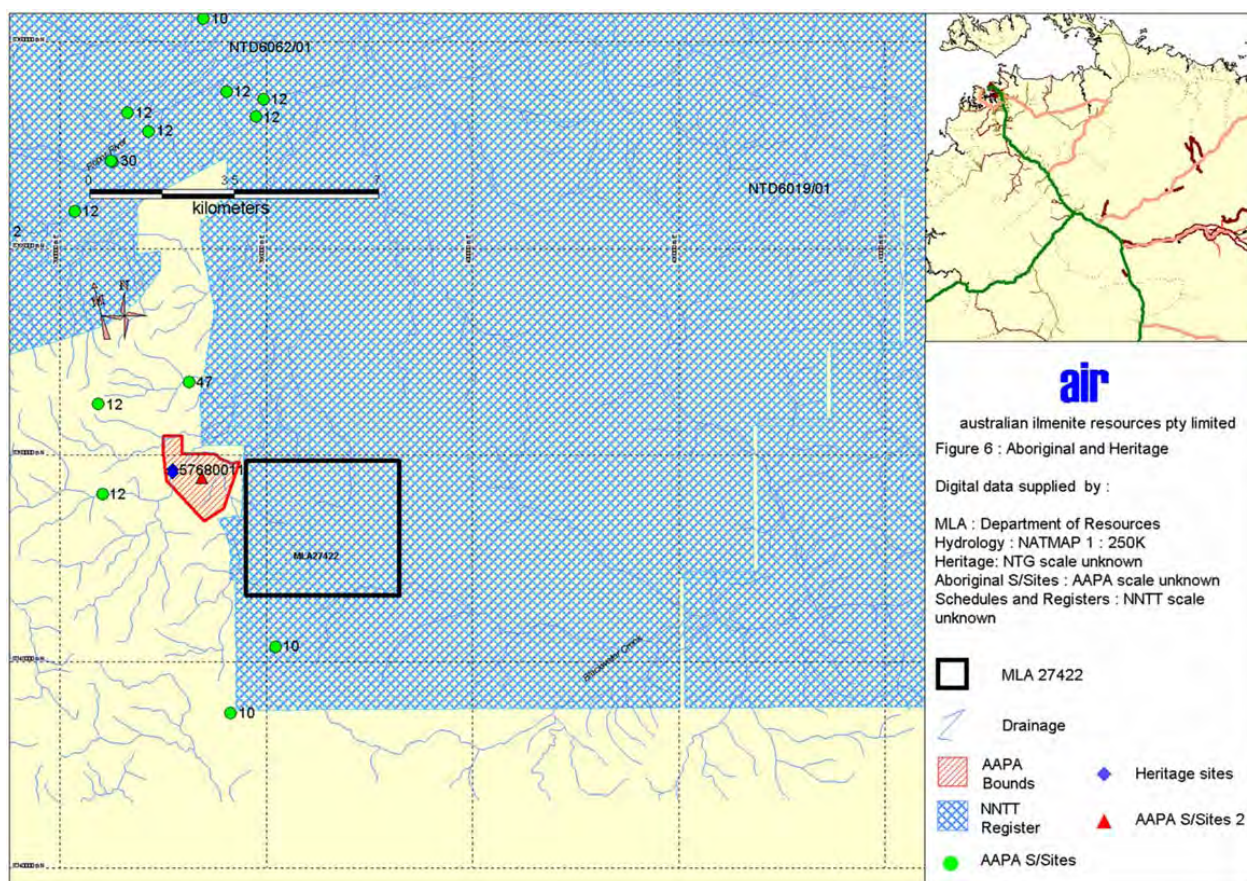 10
NTD6062/01
12
12
12
12
12
30
0
3.5
7
kilometers
12
2
NTD6019/01
47
12
57680011
12
MLA27422
10
Blackwater Creek
10
air
australian ilmenite resources pty limited
Figure 6 : Aboriginal and Heritage
Digital data supplied by :
MLA : Department of Resources
Hydrology : NATMAP 1 : 250K
Heritage: NTG scale unknown
Aboriginal S/Sites : AAPA scale unknown
Schedules and Registers : NNTT scale
unknown
MLA 27422
Drainage
AAPA
Bounds
Heritage sites
NNTT
Register
AAPA S/Sites 2
AAPA S/Sites